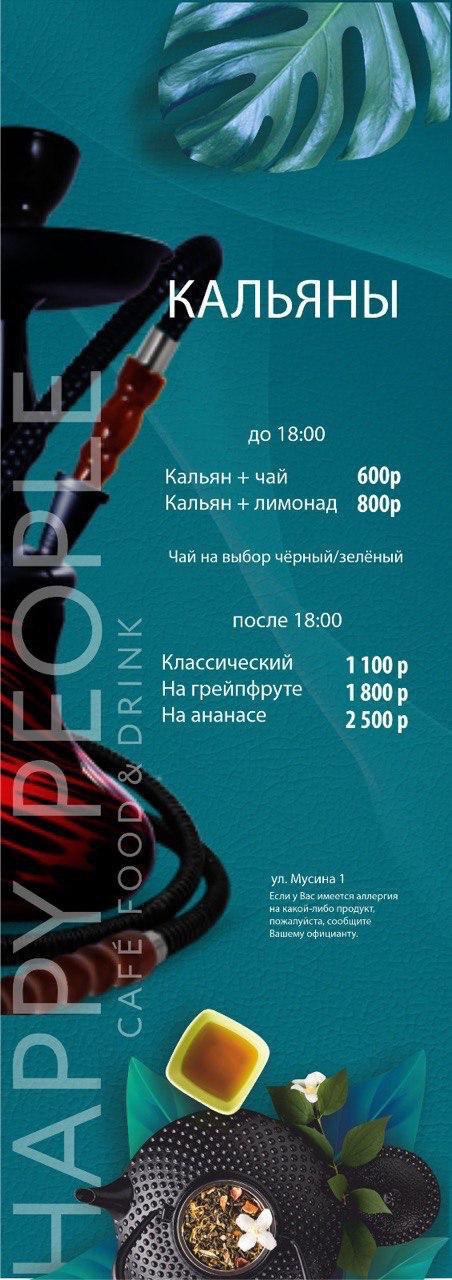 КАЛЬЯНЫ
до 18:00
Кальян + чай 600р
Кальян + лимонад 800р
Чай на выбор чёрный/зелёный
после 18:00
Классический 1 100 р
На грейпфруте 1 800 р
На ананасе 2 500 р
ул. Мусина 1
Если у Вас имеется аллергия
на какой-либо продукт,
пожалуйста, сообщите
Вашему официанту.
HAPPY PEOPLE
CAFÉ FOOD & DRINK